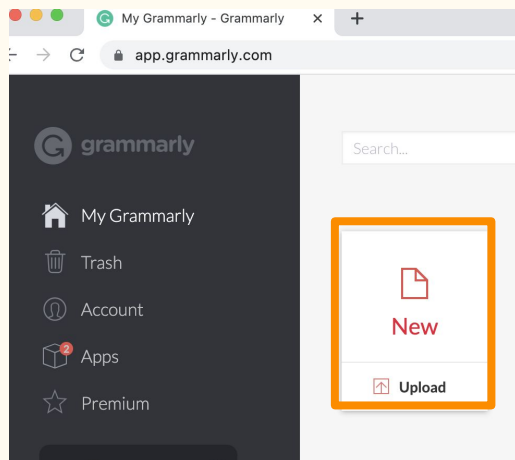 My Grammarly - Grammarly
app.grammarly.com
grammarly
Search...
My Grammarly
Trash
Account
2
Apps
Premium
New
Upload